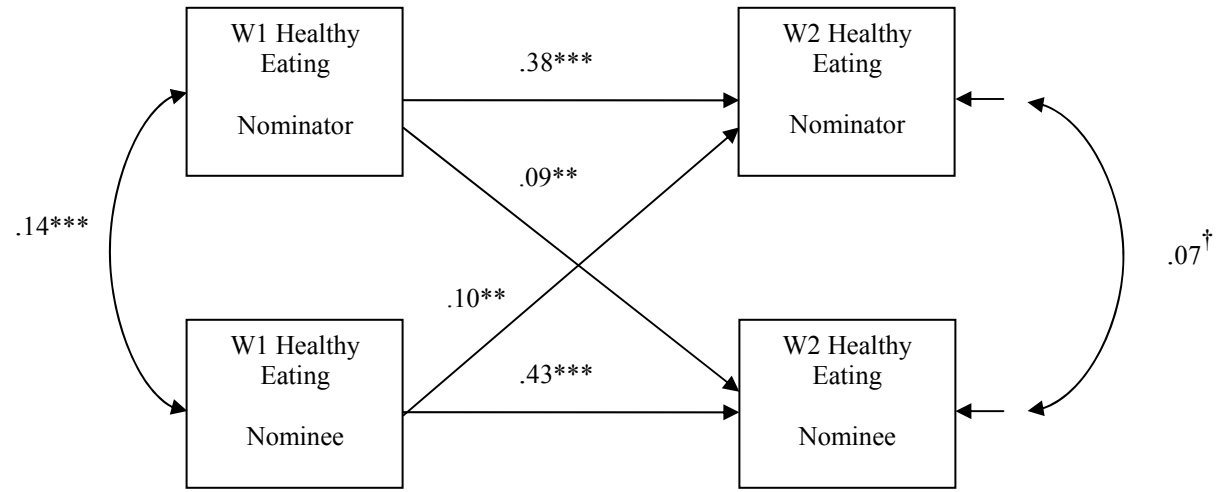 W1 Healthy
Eating
Nominator
.38***
W2 Healthy
Eating
Nominator
.09**
.14***
.07†
.10**
W1 Healthy
Eating
Nominee
.43***
W2 Healthy
Eating
Nominee